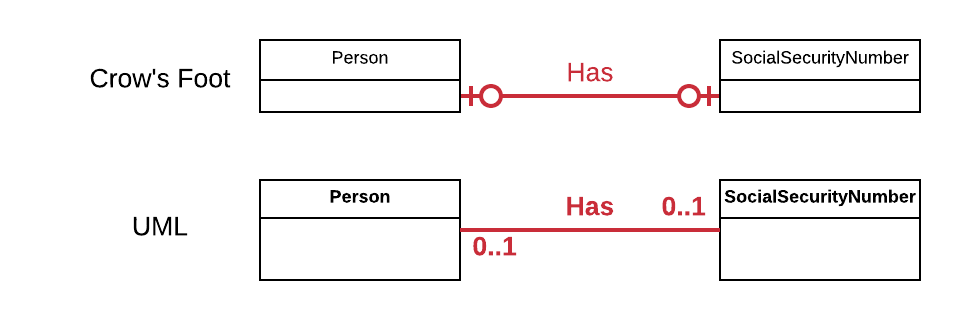 Crow's Foot
Person
Has
SocialSecurityNumber
UML
Person
Has
0..1
SocialSecurityNumber
0..1